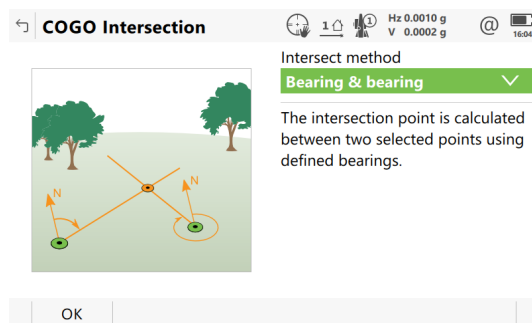 COGO Intersection
1
1
Hz 0.0010 g
V 0.0002 g
@
16:04
Intersect method
Bearing & bearing
The intersection point is calculated
between two selected points using
defined bearings.
N
N
OK